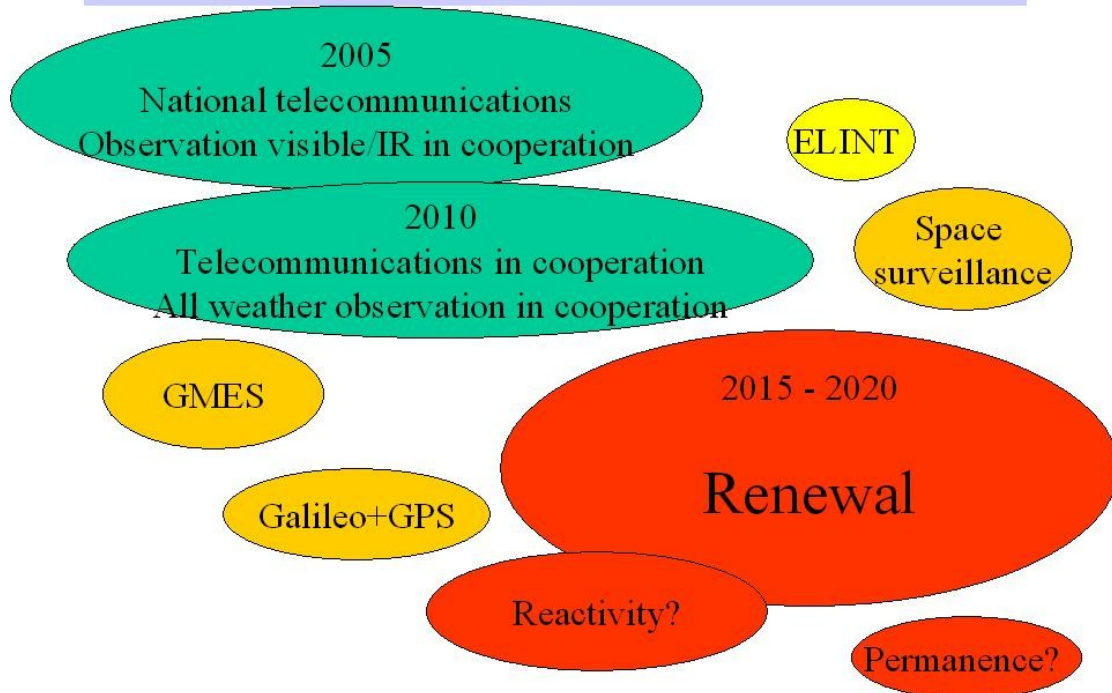 2005
National telecommunications
Observation visible/IR in cooperation
ELINT
2010
Telecommunications in cooperation
All weather observation in cooperation
Space
surveillance
GMES
2015 - 2020
Renewal
Galileo+GPS
Reactivity?
Permanence?